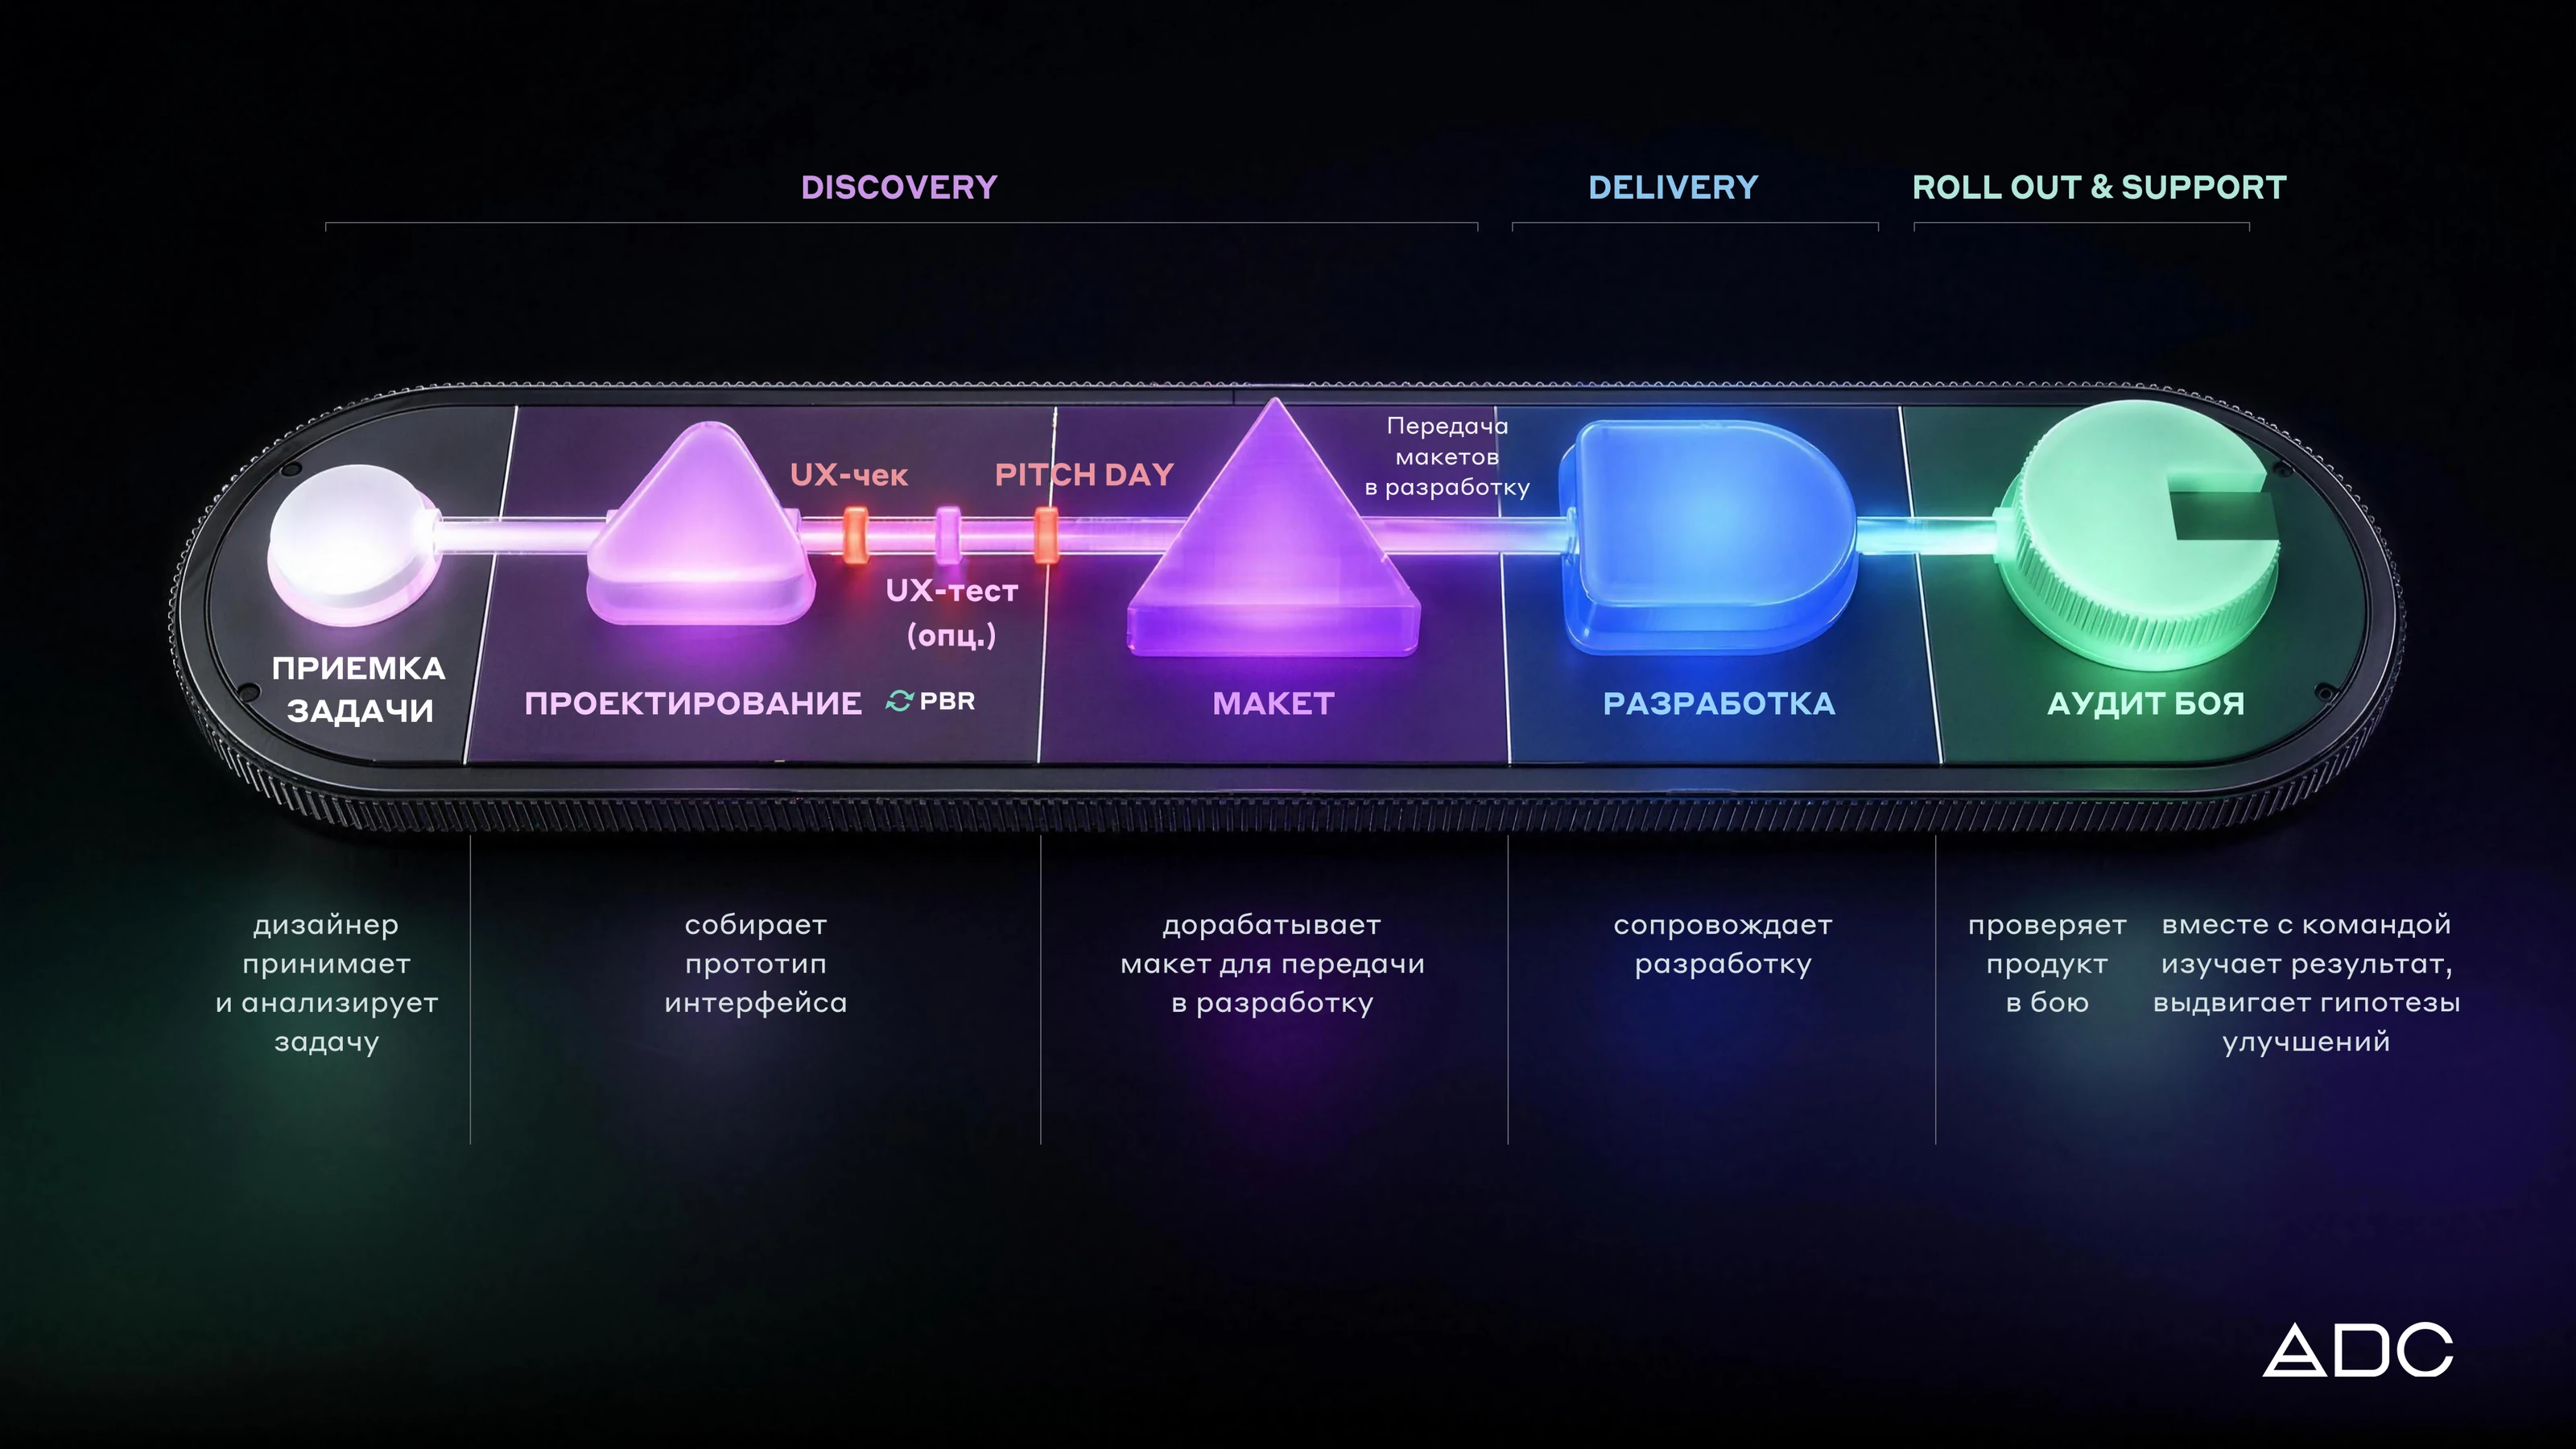 DISCOVERY
DELIVERY
ROLL OUT & SUPPORT
Передача
макетов
в разработку
UX-чек
PITCH DAY
UX-тест
(опц.)
ПРИЕМКА
ЗАДАЧИ
ПРОЕКТИРОВАНИЕ
PBR
МАКЕТ
РАЗРАБОТКА
АУДИТ БОЯ
дизайнер
принимает
и анализирует
задачу
собирает
прототип
интерфейса
дорабатывает
макет для передачи
в разработку
сопровождает
разработку
проверяет
продукт
в бою
вместе с командой
изучает результат,
выдвигает гипотезы
улучшений
ADC